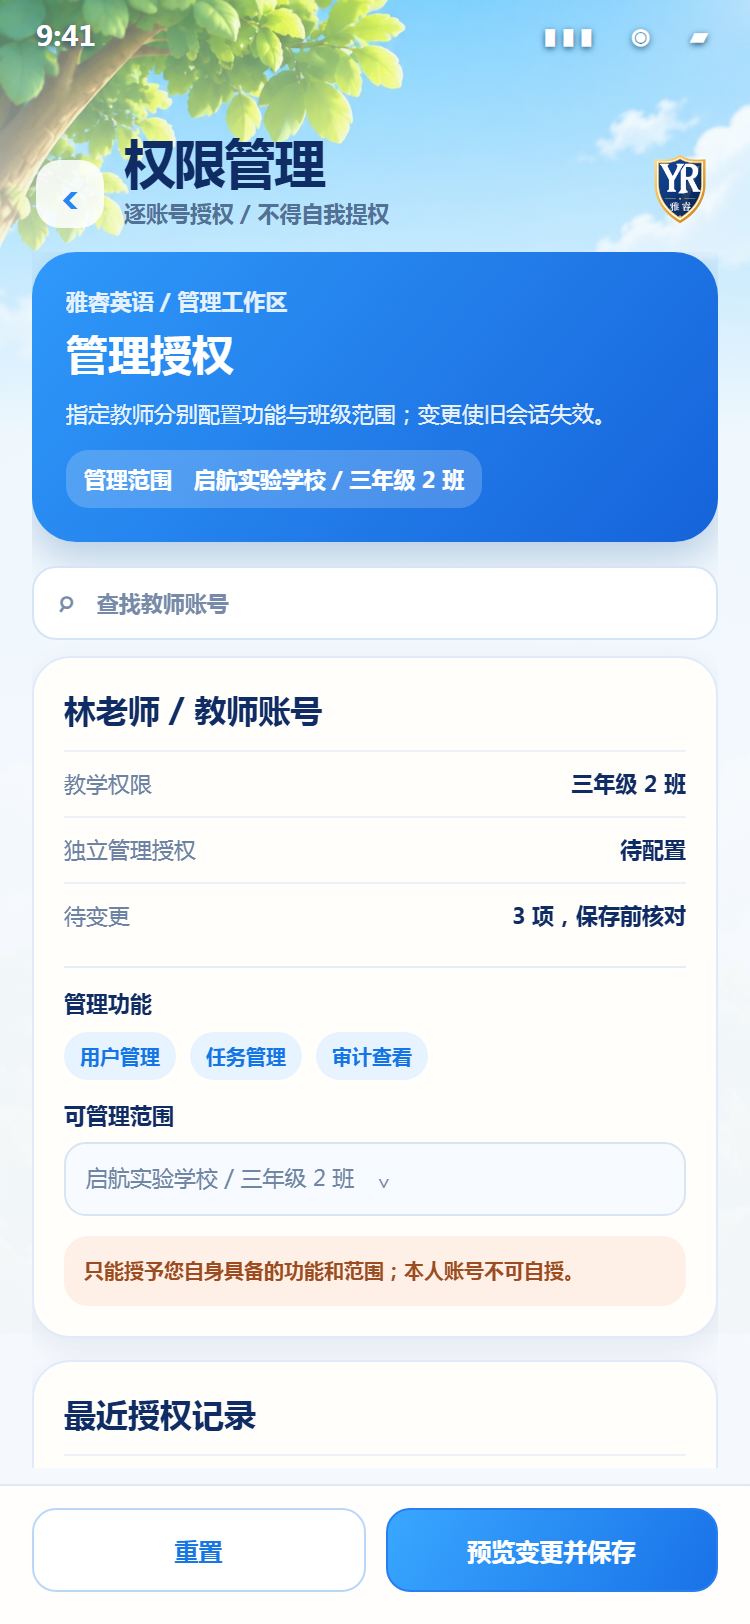 9:41
权限管理
逐账号授权 / 不得自我提权
YR
雅睿
雅睿英语 / 管理工作区
管理授权
指定教师分别配置功能与班级范围；变更使旧会话失效。
管理范围 启航实验学校 / 三年级 2 班
查找教师账号
林老师 / 教师账号
教学权限 三年级 2 班
独立管理授权 待配置
待变更 3 项，保存前核对
管理功能
用户管理 任务管理 审计查看
可管理范围
启航实验学校 / 三年级 2 班
只能授予您自身具备的功能和范围；本人账号不可自授。
最近授权记录
重置 预览变更并保存